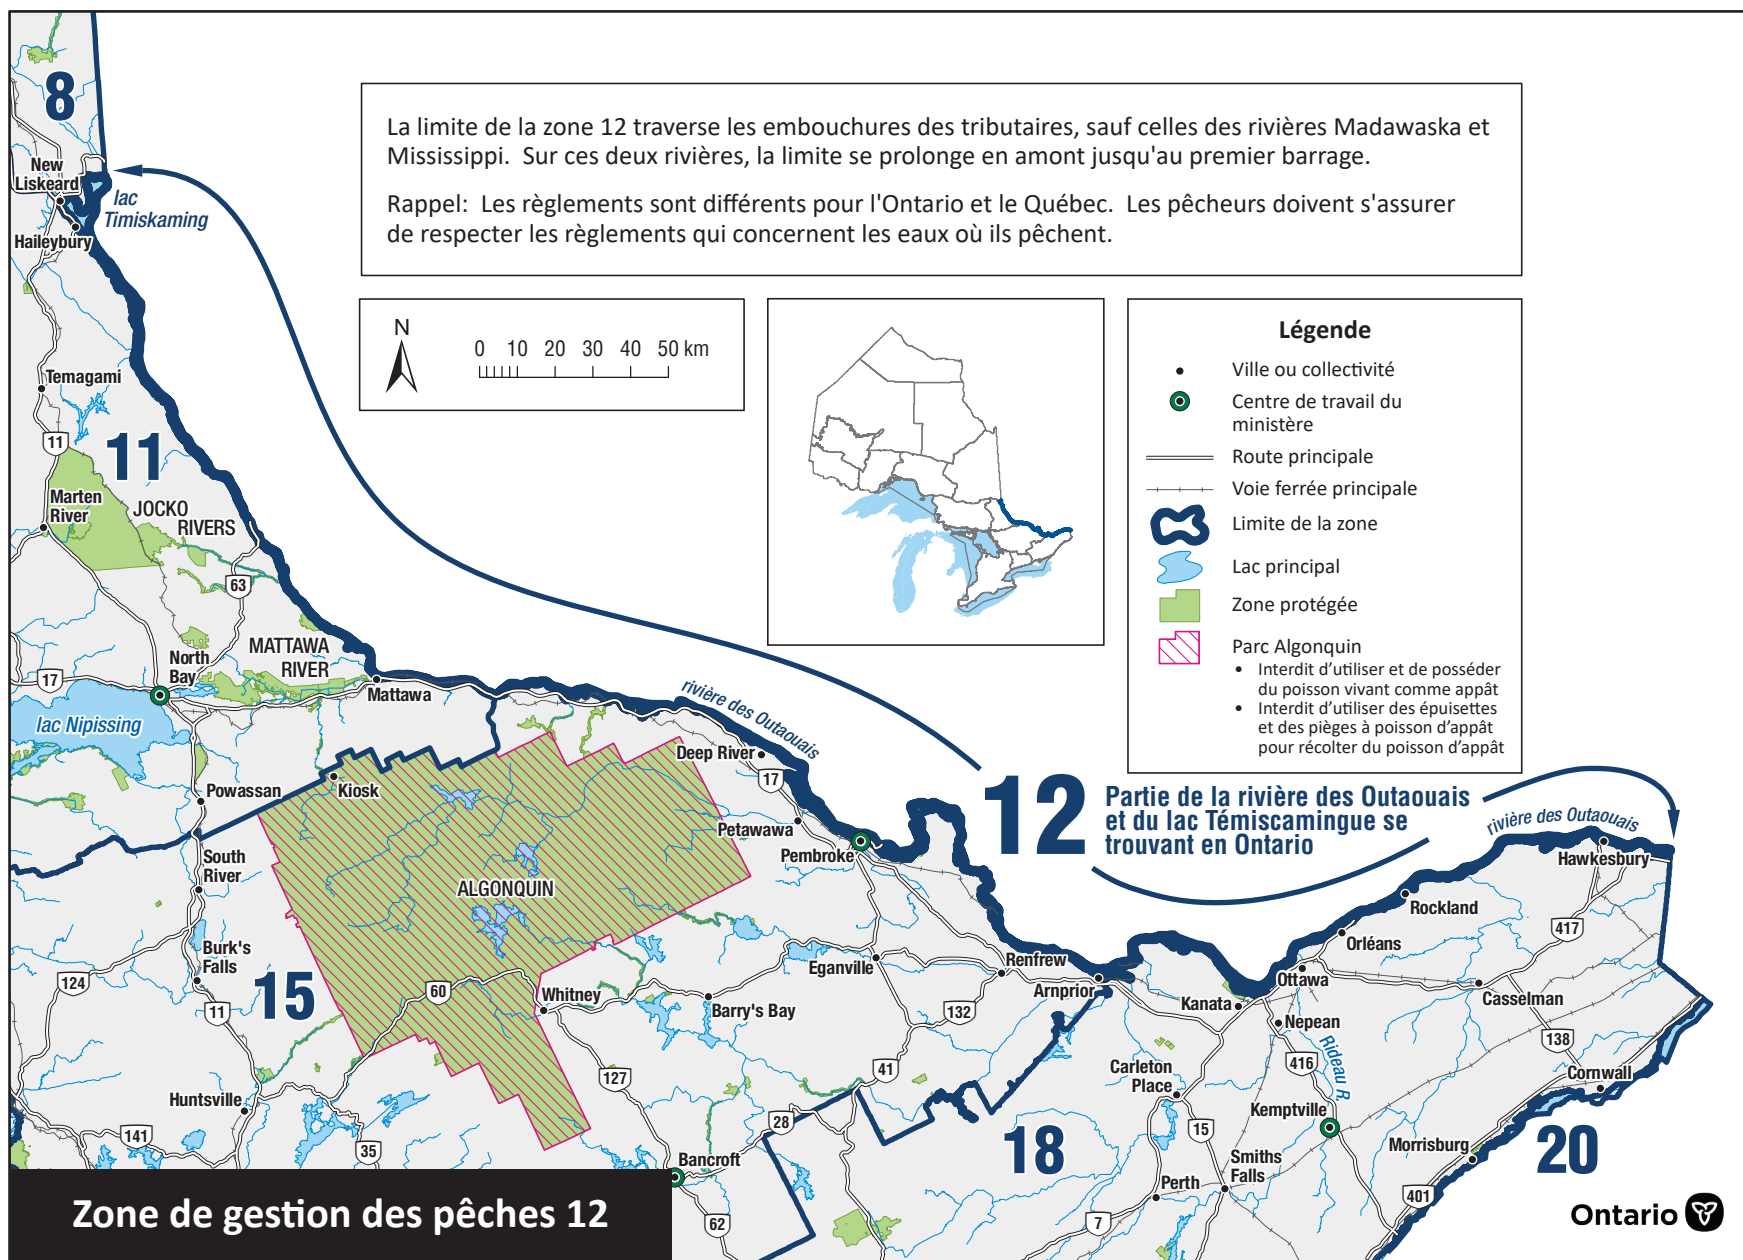 La limite de la zone 12 traverse les embouchures des tributaires, sauf celles des rivières Madawaska et
Mississippi.  Sur ces deux rivières, la limite se prolonge en amont jusqu'au premier barrage.
Rappel:  Les règlements sont différents pour l'Ontario et le Québec.  Les pêcheurs doivent s'assurer
de respecter les règlements qui concernent les eaux où ils pêchent.
N
0 10 20 30 40 50 km
Légende
Ville ou collectivité
Centre de travail du
ministère
Route principale
Voie ferrée principale
Limite de la zone
Lac principal
Zone protégée
Parc Algonquin
• Interdit d'utiliser et de posséder
du poisson vivant comme appât
• Interdit d'utiliser des épuisettes
et des pièges à poisson d'appât
pour récolter du poisson d'appât
8
New
Liskeard
lac
Timiskaming
Haileybury
Temagami
11
11
Marten
River
JOCKO
RIVERS
63
MATTAWA
RIVER
North
Bay
17
Mattawa
lac Nipissing
rivière des Outaouais
Deep River
17
Kiosk
Powassan
Petawawa
Pembroke
12
Partie de la rivière des Outaouais
et du lac Témiscamingue se
trouvant en Ontario
rivière des Outaouais
Hawkesbury
South
River
ALGONQUIN
Rockland
417
Orléans
Burk's
Falls
124
15
11
60
Whitney
Eganville
Renfrew
Barry's Bay
132
Arnprior
Kanata
Ottawa
Nepean
Casselman
138
Rideau R.
416
Cornwall
Carleton
Place
Kemptville
41
127
Huntsville
141
35
28
Bancroft
62
18
15
Smiths
Falls
Perth
7
Morrisburg
401
20
Zone de gestion des pêches 12
Ontario